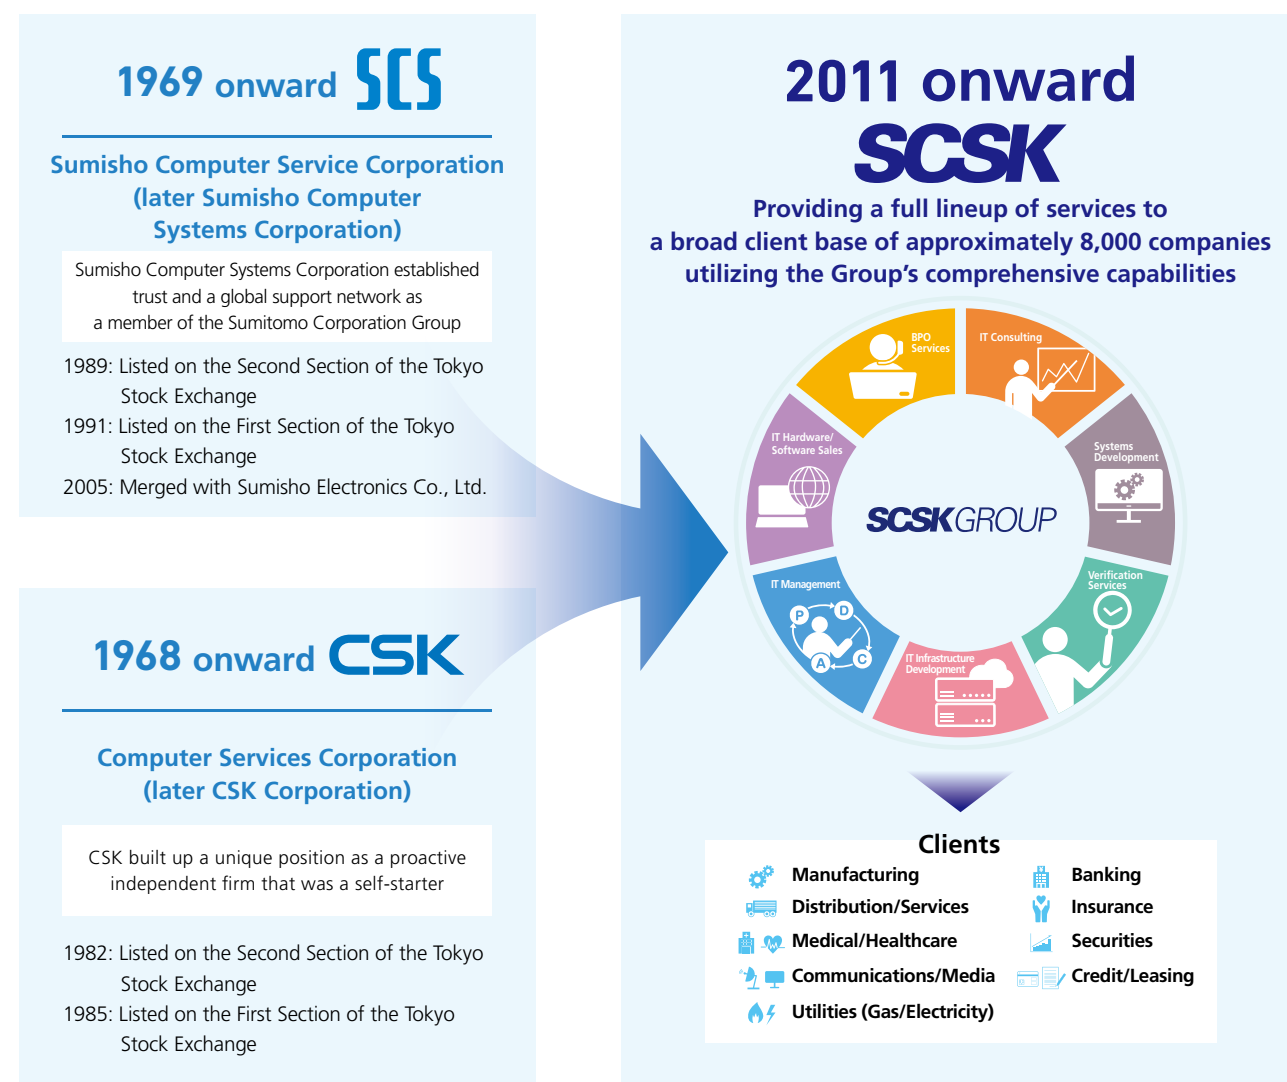 1969 onward SCS
Sumisho Computer Service Corporation
(later Sumisho Computer
Systems Corporation)
Sumisho Computer Systems Corporation established
trust and a global support network as
a member of the Sumitomo Corporation Group
1989: Listed on the Second Section of the Tokyo
Stock Exchange
1991: Listed on the First Section of the Tokyo
Stock Exchange
2005: Merged with Sumisho Electronics Co., Ltd.
1968 onward CSK
Computer Services Corporation
(later CSK Corporation)
CSK built up a unique position as a proactive
independent firm that was a self-starter
1982: Listed on the Second Section of the Tokyo
Stock Exchange
1985: Listed on the First Section of the Tokyo
Stock Exchange
2011 onward
SCSK
Providing a full lineup of services to
a broad client base of approximately 8,000 companies
utilizing the Group's comprehensive capabilities
BPO
Services
IT Consulting
Systems
Development
Verification
Services
IT Infrastructure
Development
IT Management
P
D
C
A
IT Hardware/
Software Sales
SCSK GROUP
Clients
Manufacturing
Distribution/Services
Medical/Healthcare
Communications/Media
Utilities (Gas/Electricity)
Banking
Insurance
Securities
Credit/Leasing